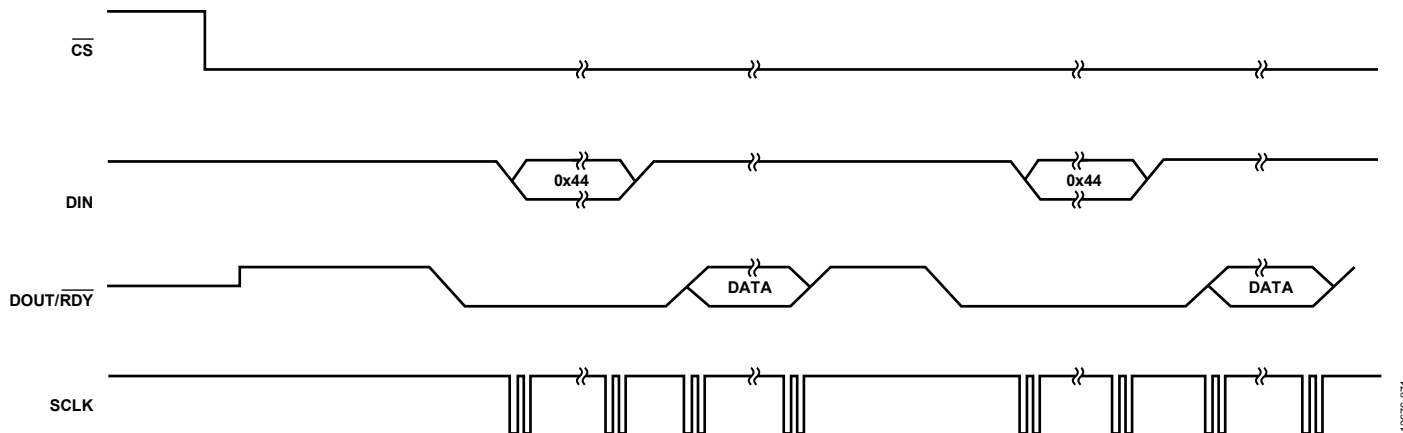 CS
DIN
0x44
0x44
DOUT/RDY
DATA
DATA
SCLK